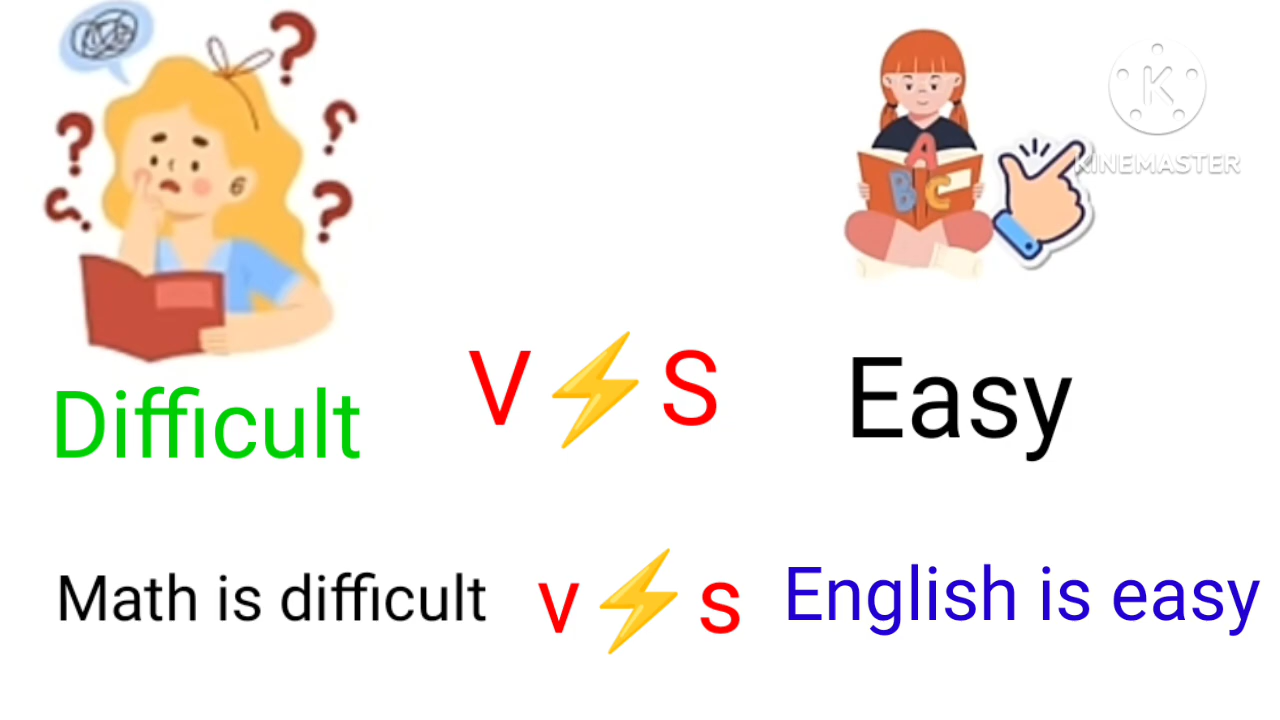 K
KINEMASTER
A
B C
Difficult V⚡S Easy
Math is difficult v⚡s English is easy